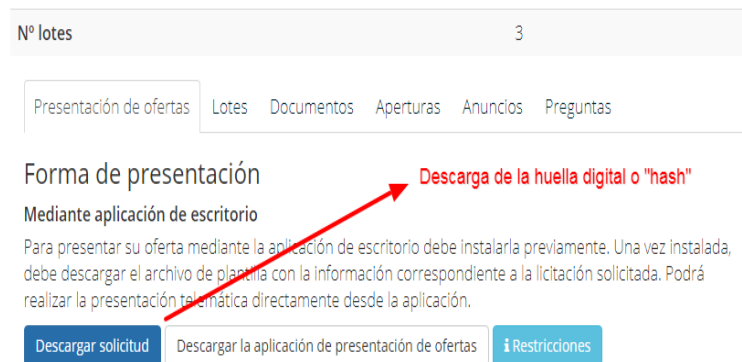 Nº lotes 3
Presentación de ofertas Lotes Documentos Aperturas Anuncios Preguntas
Forma de presentación
Descarga de la huella digital o "hash"
Mediante aplicación de escritorio
Para presentar su oferta mediante la aplicación de escritorio debe instalarla previamente. Una vez instalada,
debe descargar el archivo de plantilla con la información correspondiente a la licitación solicitada. Podrá
realizar la presentación telemática directamente desde la aplicación.
Descargar solicitud Descargar la aplicación de presentación de ofertas i Restricciones